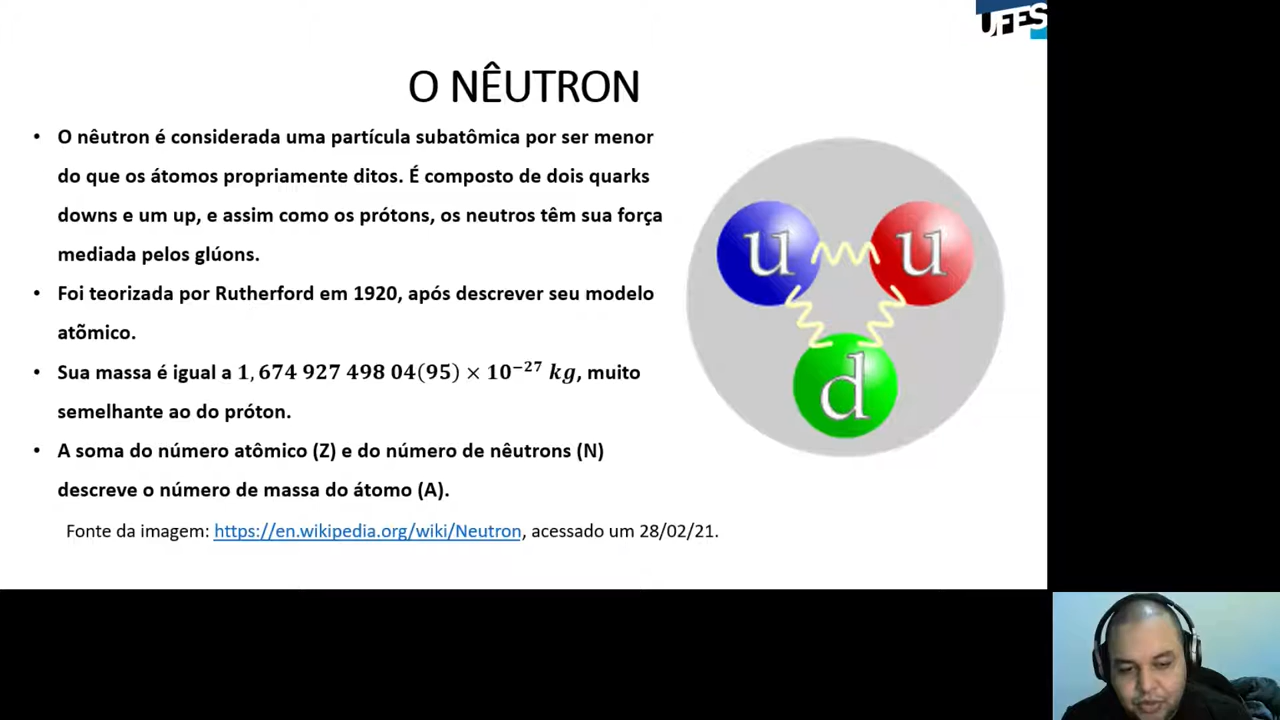 UFES
O NÊUTRON
• O nêutron é considerada uma partícula subatômica por ser menor
do que os átomos propriamente ditos. É composto de dois quarks
downs e um up, e assim como os prótons, os neutros têm sua força
mediada pelos glúons.
• Foi teorizada por Rutherford em 1920, após descrever seu modelo
atõmico.
• Sua massa é igual a 1,674 927 498 04(95) × 10⁻²⁷ kg, muito
semelhante ao do próton.
• A soma do número atômico (Z) e do número de nêutrons (N)
descreve o número de massa do átomo (A).
Fonte da imagem: https://en.wikipedia.org/wiki/Neutron, acessado um 28/02/21.
u u
d